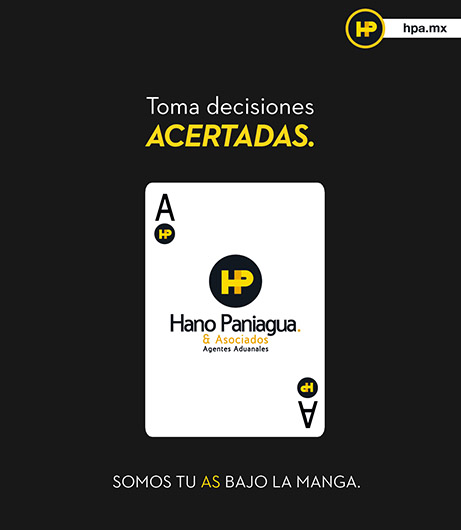 HP hpa.mx
Toma decisiones
ACERTADAS.
A
HP
HP
Hano Paniagua.
& Asociados
Agentes Aduanales
HP
A
SOMOS TU AS BAJO LA MANGA.